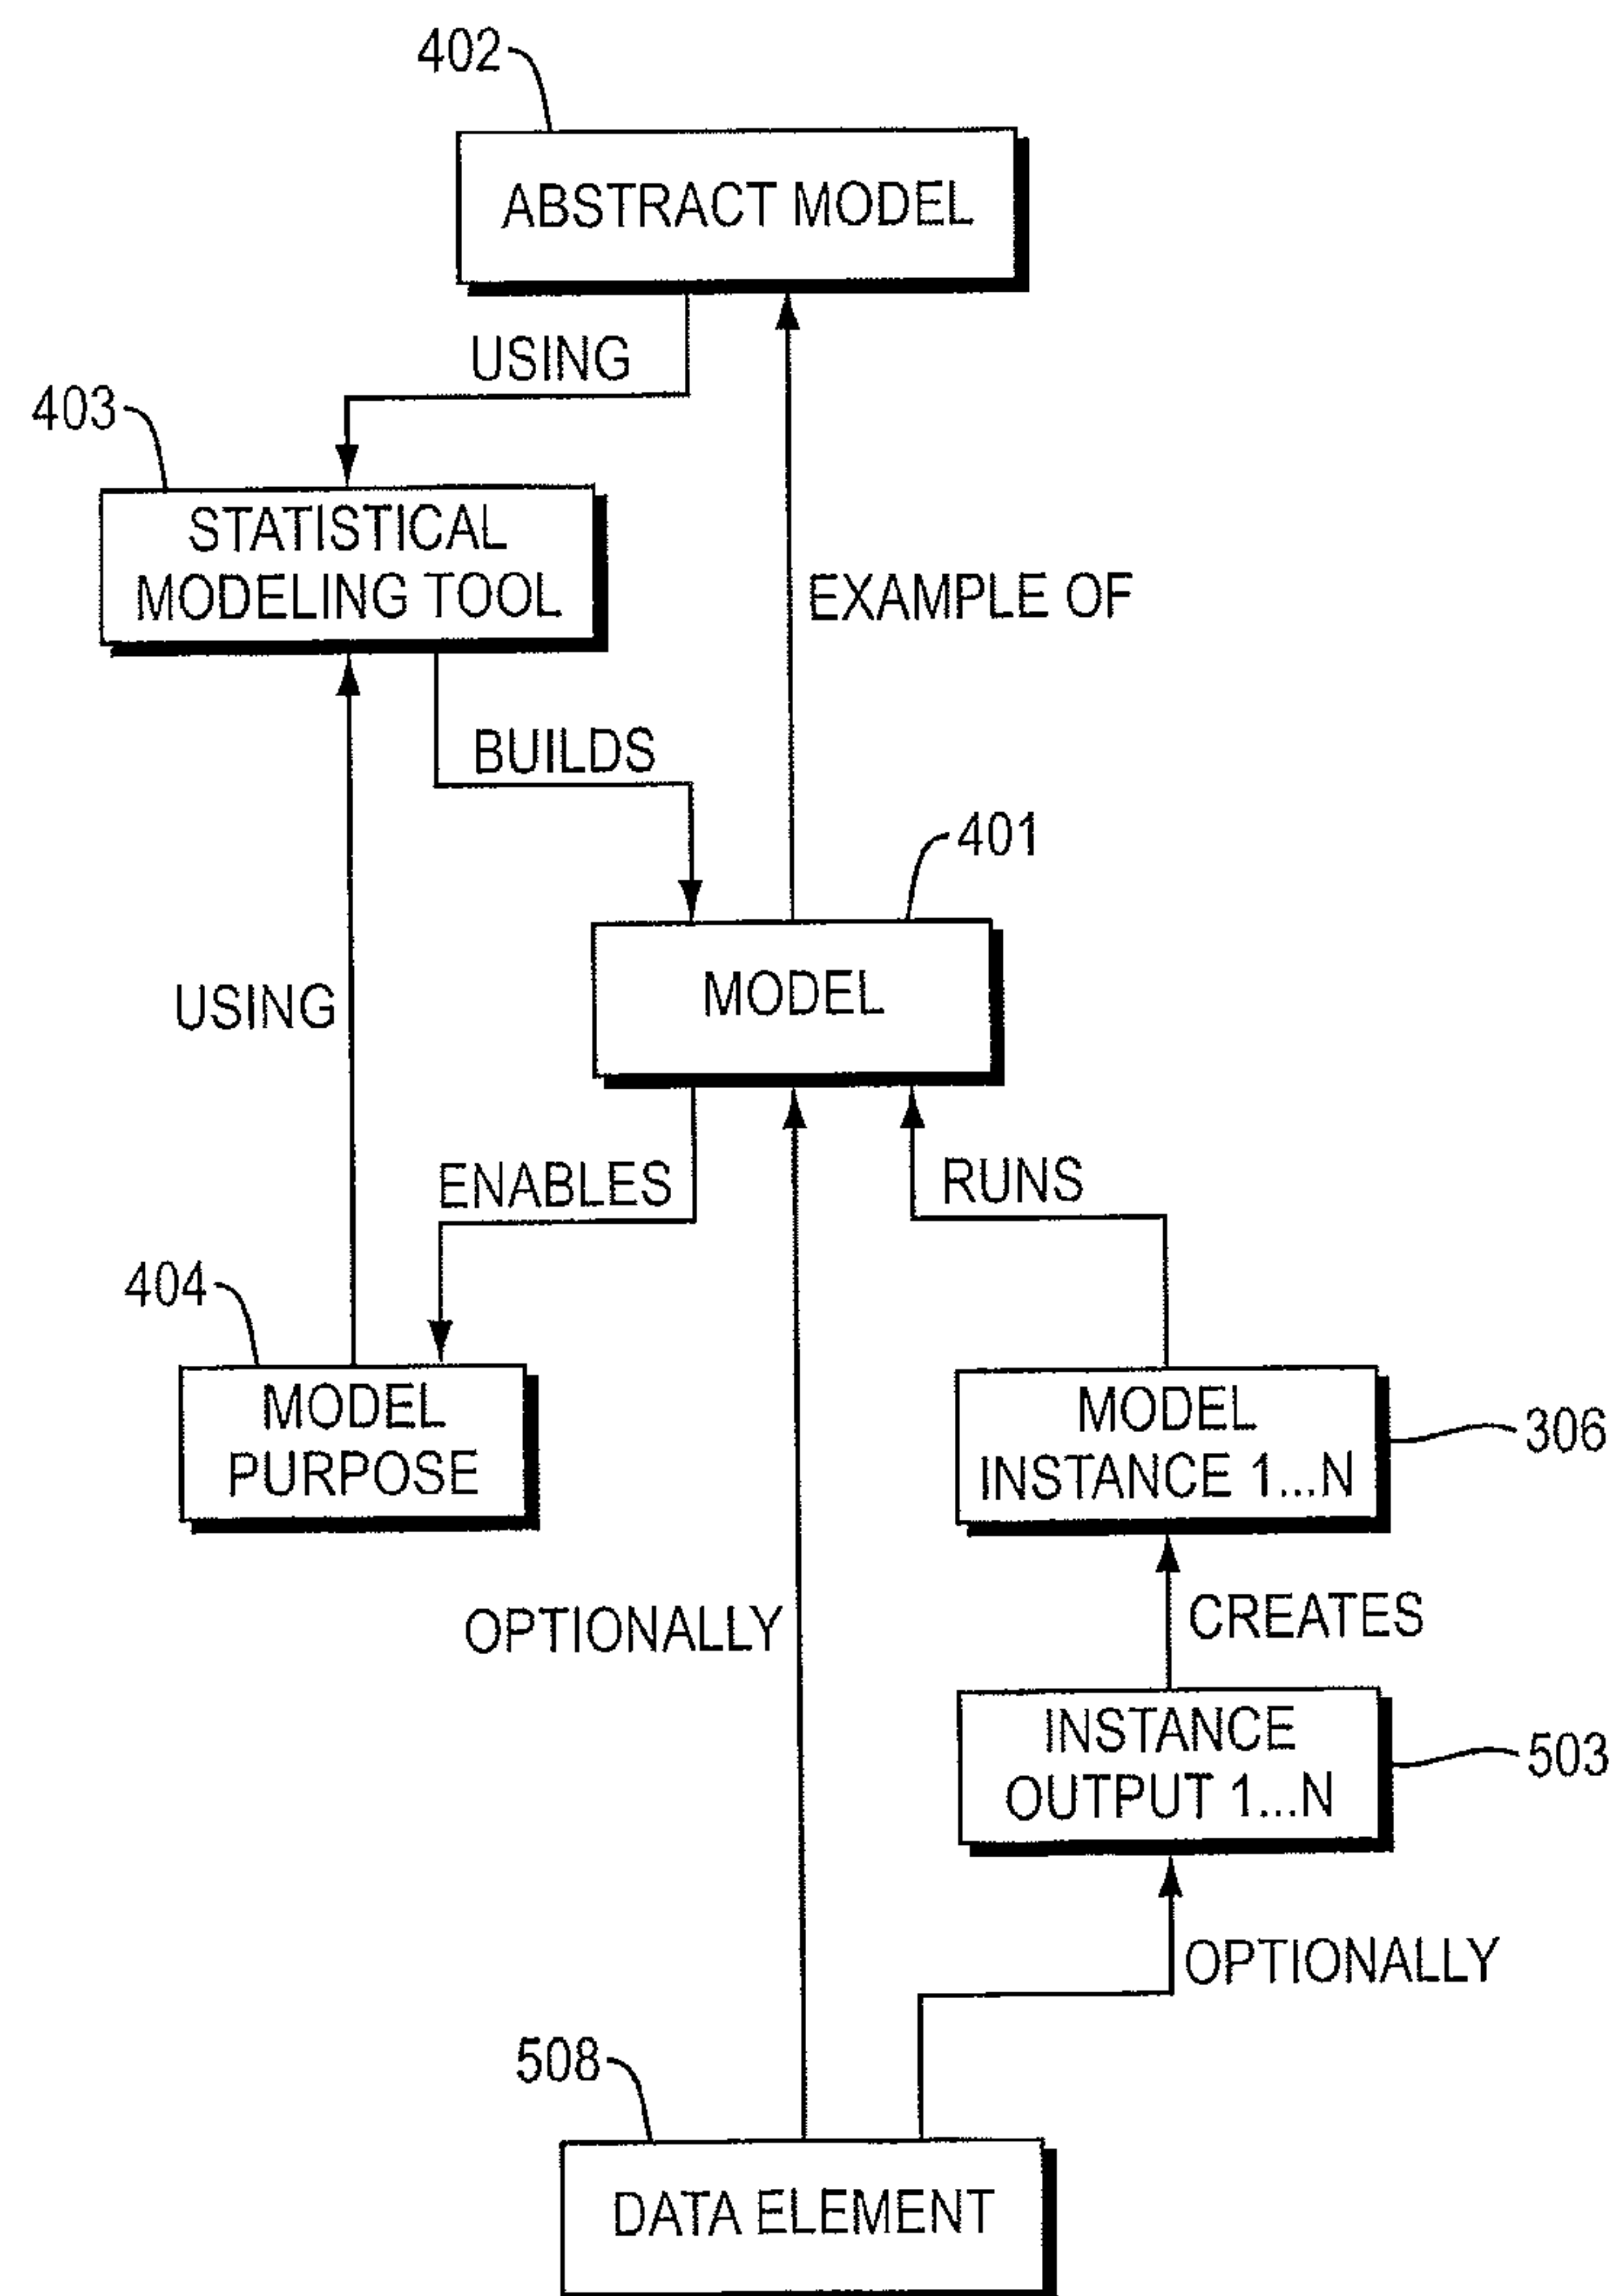 402
ABSTRACT MODEL
USING
403
STATISTICAL
MODELING TOOL
EXAMPLE OF
BUILDS
401
MODEL
USING
ENABLES
RUNS
404
MODEL
PURPOSE
MODEL
INSTANCE 1...N
306
OPTIONALLY
CREATES
INSTANCE
OUTPUT 1...N
503
OPTIONALLY
508
DATA ELEMENT